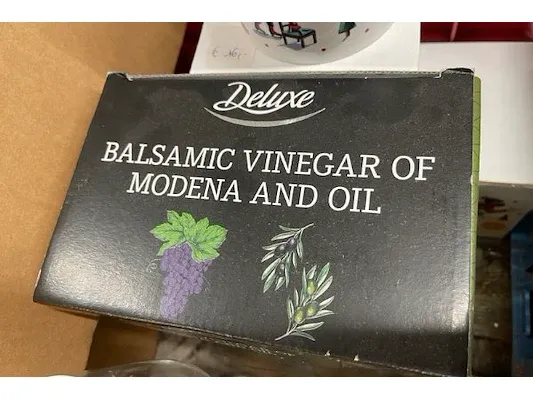 Deluxe
BALSAMIC VINEGAR OF
MODENA AND OIL